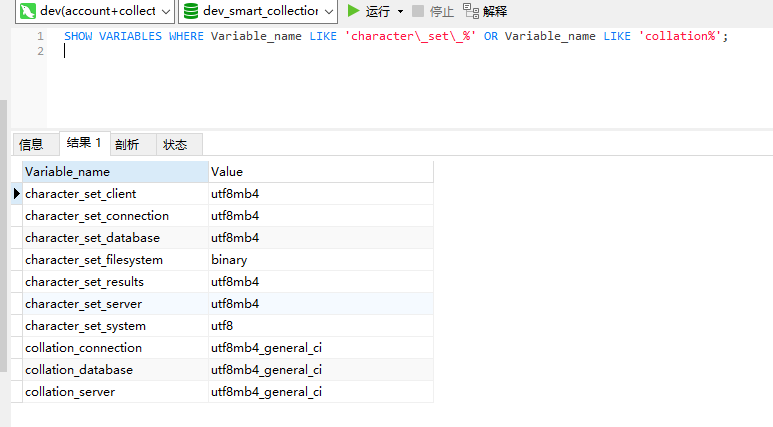 dev(account+collect
dev_smart_collection
运行
停止
解释
1 SHOW VARIABLES WHERE Variable_name LIKE 'character\_set\_%' OR Variable_name LIKE 'collation%';
2
信息 结果 1 剖析 状态
Variable_name Value
character_set_client utf8mb4
character_set_connection utf8mb4
character_set_database utf8mb4
character_set_filesystem binary
character_set_results utf8mb4
character_set_server utf8mb4
character_set_system utf8
collation_connection utf8mb4_general_ci
collation_database utf8mb4_general_ci
collation_server utf8mb4_general_ci